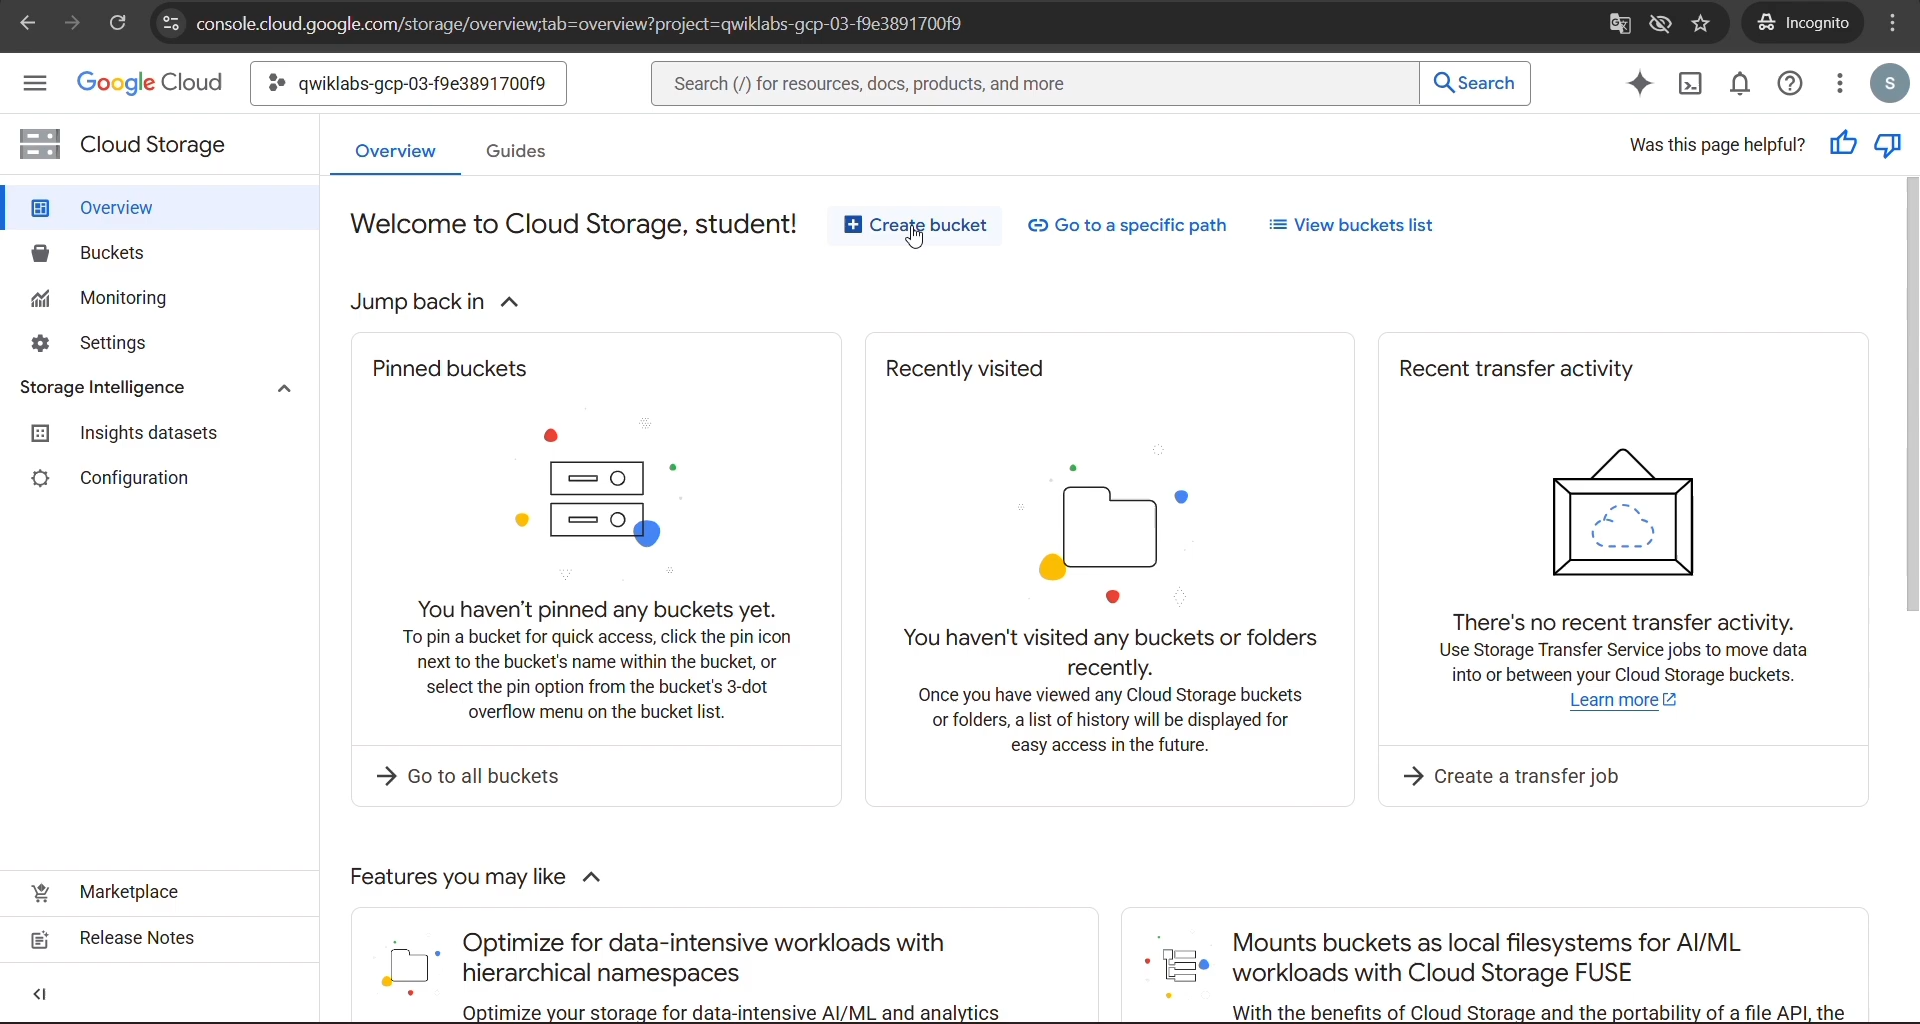 console.cloud.google.com/storage/overview;tab=overview?project=qwiklabs-gcp-03-f9e3891700f9
Incognito
Google Cloud
qwiklabs-gcp-03-f9e3891700f9
Search (/) for resources, docs, products, and more
Search
S
Cloud Storage
Overview
Guides
Was this page helpful?
Overview
Buckets
Monitoring
Settings
Storage Intelligence
Insights datasets
Configuration
Marketplace
Release Notes
Welcome to Cloud Storage, student!
Create bucket
Go to a specific path
View buckets list
Jump back in
Pinned buckets
You haven't pinned any buckets yet.
To pin a bucket for quick access, click the pin icon
next to the bucket's name within the bucket, or
select the pin option from the bucket's 3-dot
overflow menu on the bucket list.
Go to all buckets
Recently visited
You haven't visited any buckets or folders
recently.
Once you have viewed any Cloud Storage buckets
or folders, a list of history will be displayed for
easy access in the future.
Recent transfer activity
There's no recent transfer activity.
Use Storage Transfer Service jobs to move data
into or between your Cloud Storage buckets.
Learn more
Create a transfer job
Features you may like
Optimize for data-intensive workloads with
hierarchical namespaces
Optimize your storage for data-intensive AI/ML and analytics
Mounts buckets as local filesystems for AI/ML
workloads with Cloud Storage FUSE
With the benefits of Cloud Storage and the portability of a file API, the